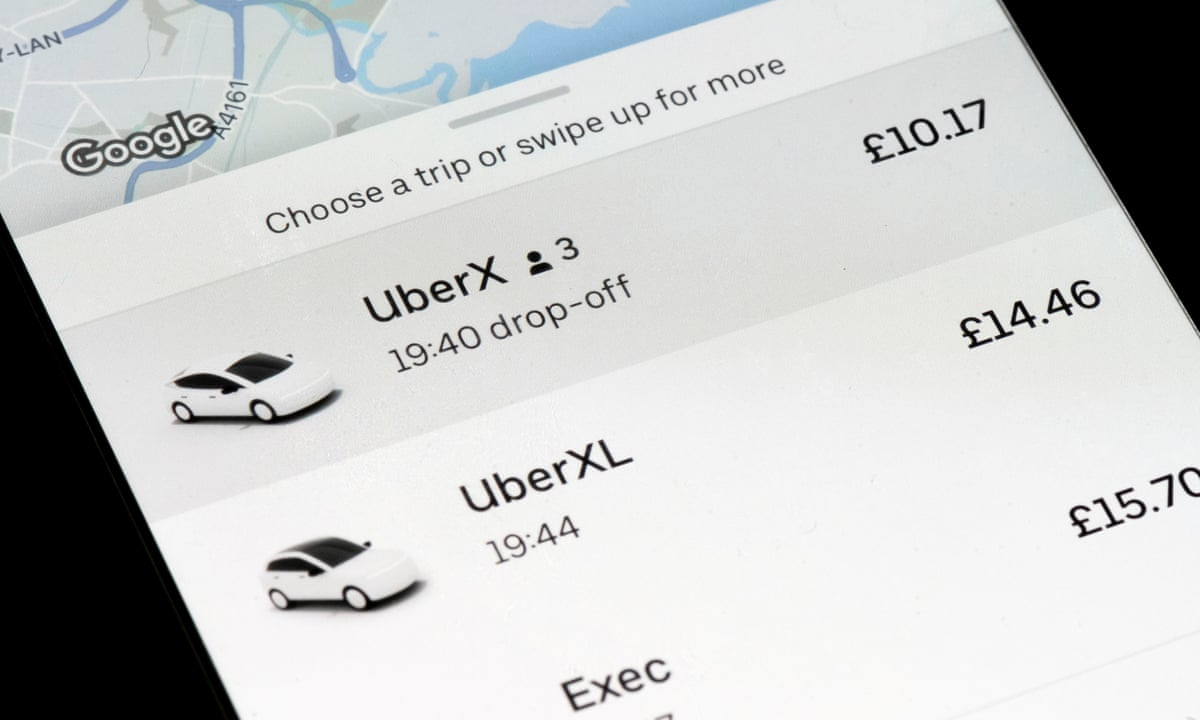 Y-LAN
A4161
Google
Choose a trip or swipe up for more
UberX 3
£10.17
19:40 drop-off
UberXL
£14.46
19:44
Exec
£15.70